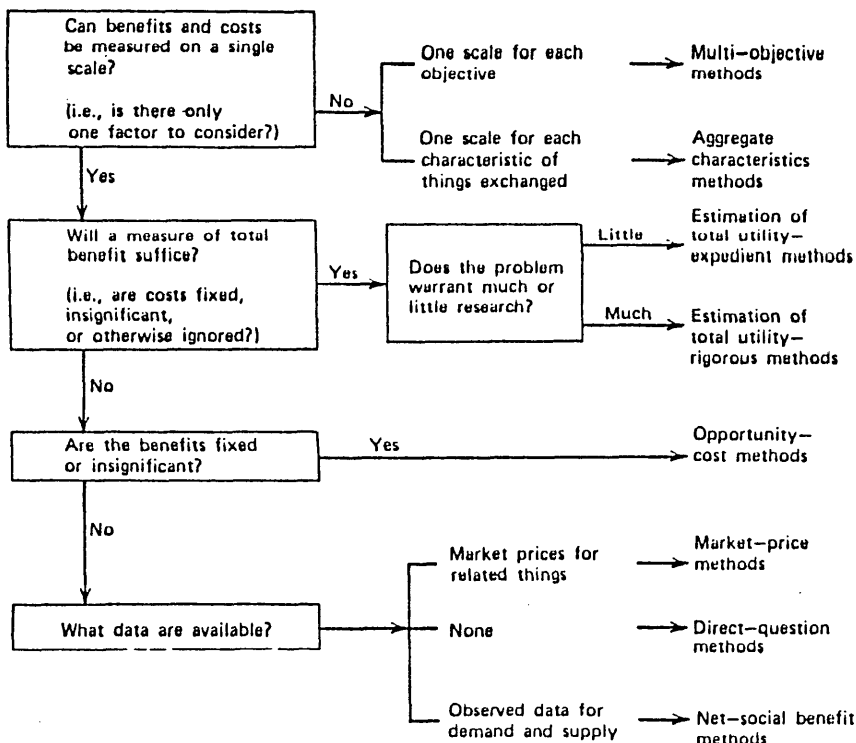 Can benefits and costs
be measured on a single
scale?
(i.e., is there only
one factor to consider?)
No
One scale for each
objective
Multi-objective
methods
One scale for each
characteristic of
things exchanged
Aggregate
characteristics
methods
Yes
Will a measure of total
benefit suffice?
(i.e., are costs fixed,
insignificant,
or otherwise ignored?)
Yes
Does the problem
warrant much or
little research?
Little
Estimation of
total utility–
expedient methods
Much
Estimation of
total utility–
rigorous methods
No
Are the benefits fixed
or insignificant?
Yes
Opportunity–
cost methods
No
What data are available?
Market prices for
related things
Market–price
methods
None
Direct–question
methods
Observed data for
demand and supply
Net–social benefit
methods